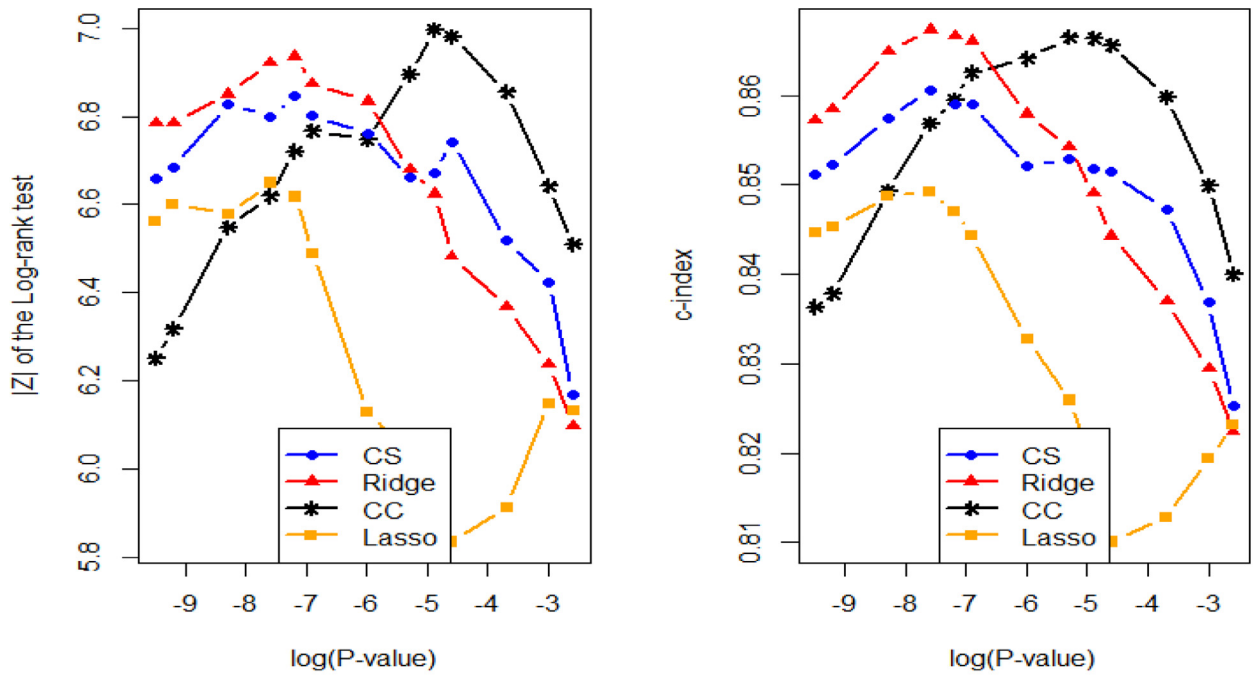 |Z| of the Log-rank test
7.0
6.8
6.6
6.4
6.2
6.0
5.8
CS
Ridge
CC
Lasso
-9 -8 -7 -6 -5 -4 -3
log(P-value)
c-index
0.86
0.85
0.84
0.83
0.82
0.81
CS
Ridge
CC
Lasso
-9 -8 -7 -6 -5 -4 -3
log(P-value)